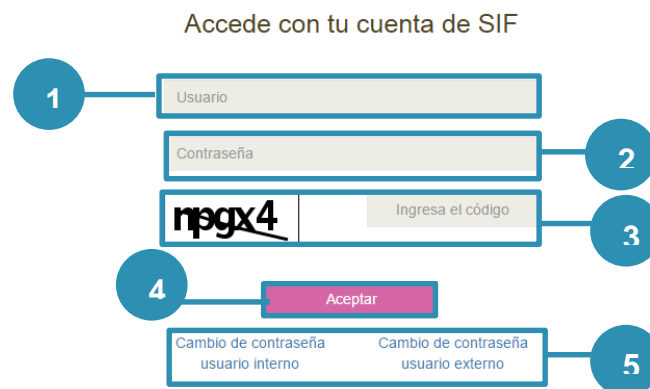 Accede con tu cuenta de SIF
1
Usuario
Contraseña
2
npgx4
Ingresa el código
3
4
Aceptar
Cambio de contraseña
usuario interno
Cambio de contraseña
usuario externo
5